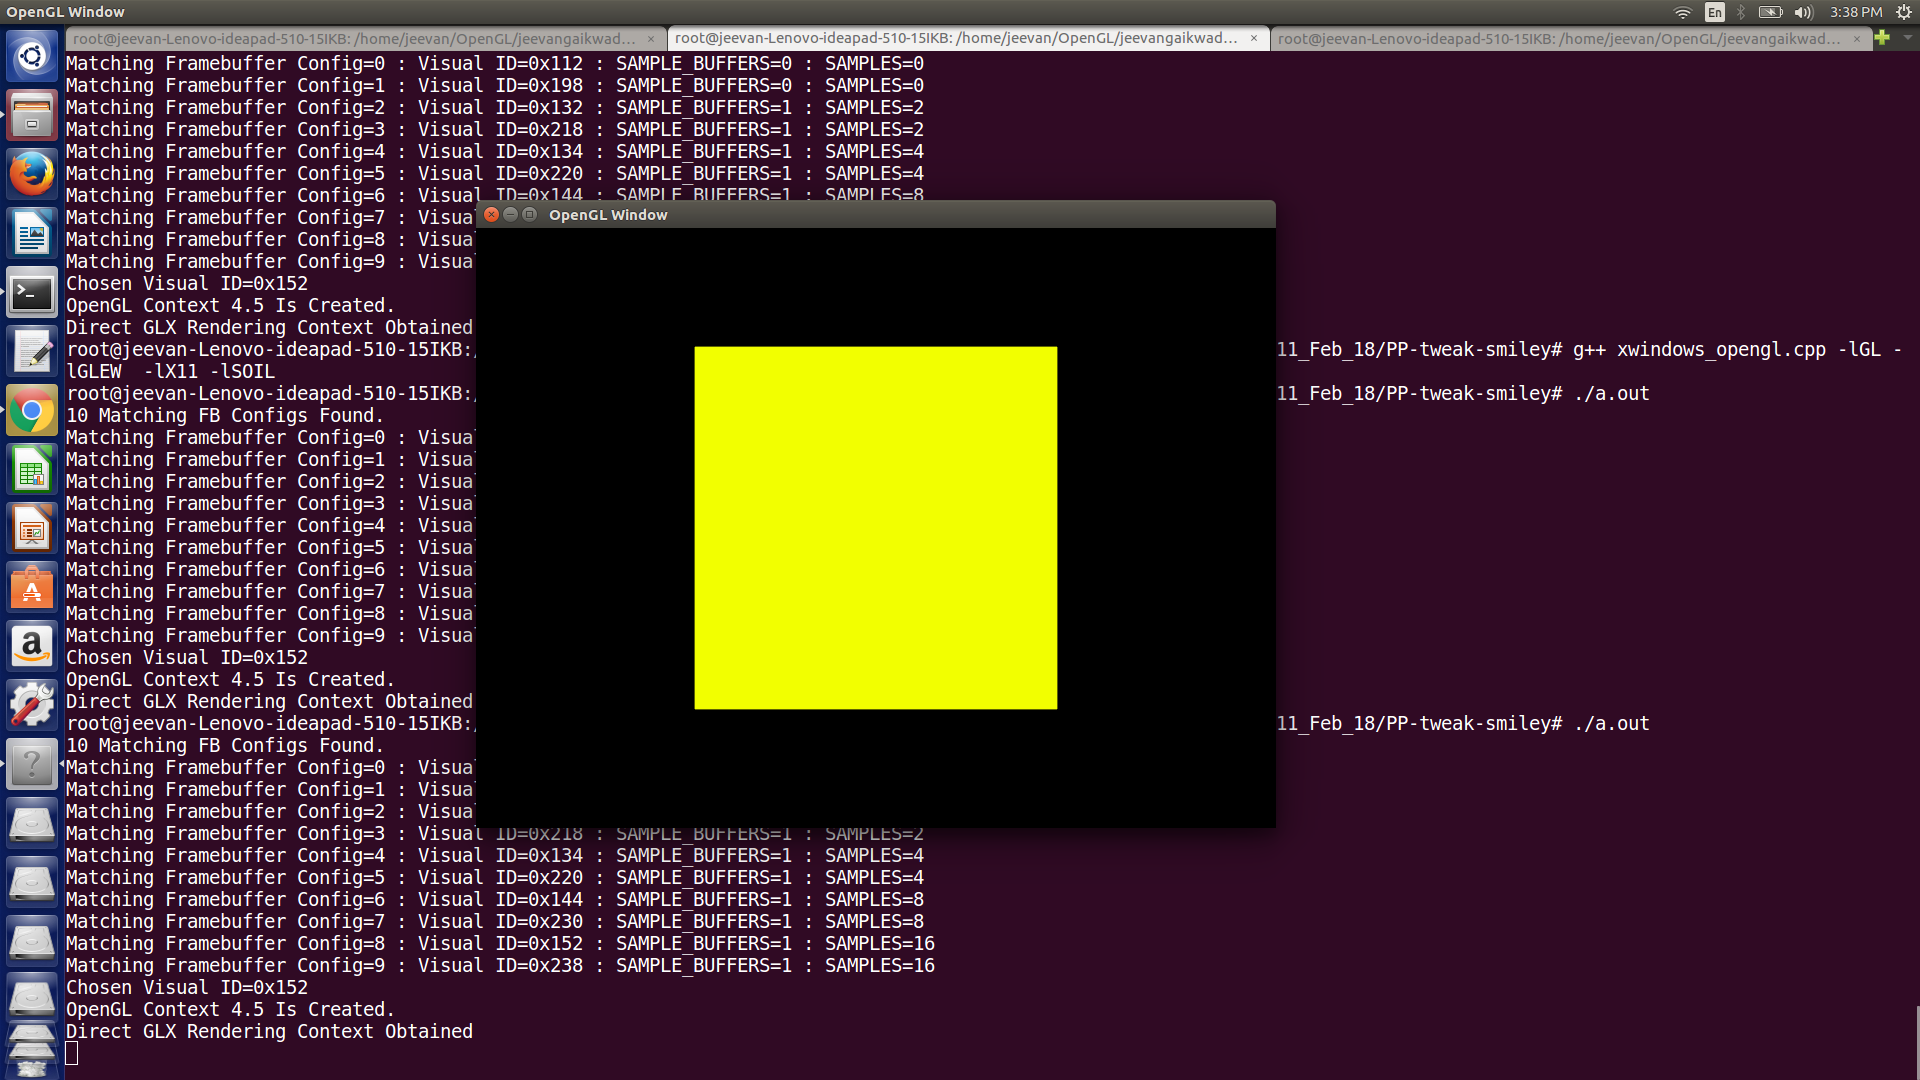 OpenGL Window
En
3:38 PM
root@jeevan-Lenovo-ideapad-510-15IKB: /home/jeevan/OpenGL/jeevangaikwad... ×
root@jeevan-Lenovo-ideapad-510-15IKB: /home/jeevan/OpenGL/jeevangaikwad... ×
root@jeevan-Lenovo-ideapad-510-15IKB: /home/jeevan/OpenGL/jeevangaikwad... ×
Matching Framebuffer Config=0 : Visual ID=0x112 : SAMPLE_BUFFERS=0 : SAMPLES=0
Matching Framebuffer Config=1 : Visual ID=0x198 : SAMPLE_BUFFERS=0 : SAMPLES=0
Matching Framebuffer Config=2 : Visual ID=0x132 : SAMPLE_BUFFERS=1 : SAMPLES=2
Matching Framebuffer Config=3 : Visual ID=0x218 : SAMPLE_BUFFERS=1 : SAMPLES=2
Matching Framebuffer Config=4 : Visual ID=0x134 : SAMPLE_BUFFERS=1 : SAMPLES=4
Matching Framebuffer Config=5 : Visual ID=0x220 : SAMPLE_BUFFERS=1 : SAMPLES=4
Matching Framebuffer Config=6 : Visual ID=0x144 : SAMPLE_BUFFERS=1 : SAMPLES=8
Matching Framebuffer Config=7 : Visua
Matching Framebuffer Config=8 : Visua
Matching Framebuffer Config=9 : Visua
OpenGL Window
Chosen Visual ID=0x152
OpenGL Context 4.5 Is Created.
Direct GLX Rendering Context Obtained
root@jeevan-Lenovo-ideapad-510-15IKB:/ 11_Feb_18/PP-tweak-smiley# g++ xwindows_opengl.cpp -lGL -
lGLEW  -lX11 -lSOIL
root@jeevan-Lenovo-ideapad-510-15IKB:/ 11_Feb_18/PP-tweak-smiley# ./a.out
10 Matching FB Configs Found.
Matching Framebuffer Config=0 : Visua
Matching Framebuffer Config=1 : Visua
Matching Framebuffer Config=2 : Visua
Matching Framebuffer Config=3 : Visua
Matching Framebuffer Config=4 : Visua
Matching Framebuffer Config=5 : Visua
Matching Framebuffer Config=6 : Visua
Matching Framebuffer Config=7 : Visua
Matching Framebuffer Config=8 : Visua
Matching Framebuffer Config=9 : Visua
Chosen Visual ID=0x152
OpenGL Context 4.5 Is Created.
Direct GLX Rendering Context Obtained
root@jeevan-Lenovo-ideapad-510-15IKB:/ 11_Feb_18/PP-tweak-smiley# ./a.out
10 Matching FB Configs Found.
Matching Framebuffer Config=0 : Visua
Matching Framebuffer Config=1 : Visua
Matching Framebuffer Config=2 : Visua
Matching Framebuffer Config=3 : Visual ID=0x218 : SAMPLE_BUFFERS=1 : SAMPLES=2
Matching Framebuffer Config=4 : Visual ID=0x134 : SAMPLE_BUFFERS=1 : SAMPLES=4
Matching Framebuffer Config=5 : Visual ID=0x220 : SAMPLE_BUFFERS=1 : SAMPLES=4
Matching Framebuffer Config=6 : Visual ID=0x144 : SAMPLE_BUFFERS=1 : SAMPLES=8
Matching Framebuffer Config=7 : Visual ID=0x230 : SAMPLE_BUFFERS=1 : SAMPLES=8
Matching Framebuffer Config=8 : Visual ID=0x152 : SAMPLE_BUFFERS=1 : SAMPLES=16
Matching Framebuffer Config=9 : Visual ID=0x238 : SAMPLE_BUFFERS=1 : SAMPLES=16
Chosen Visual ID=0x152
OpenGL Context 4.5 Is Created.
Direct GLX Rendering Context Obtained